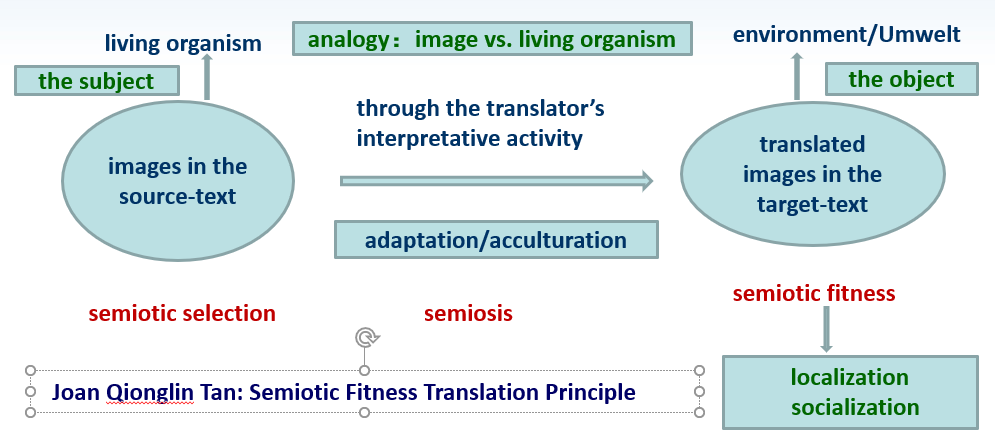 living organism
analogy：image vs. living organism
environment/Umwelt
the subject
the object
through the translator's
interpretative activity
images in the
source-text
translated
images in the
target-text
adaptation/acculturation
semiotic selection
semiosis
semiotic fitness
Joan Qionglin Tan: Semiotic Fitness Translation Principle
localization
socialization